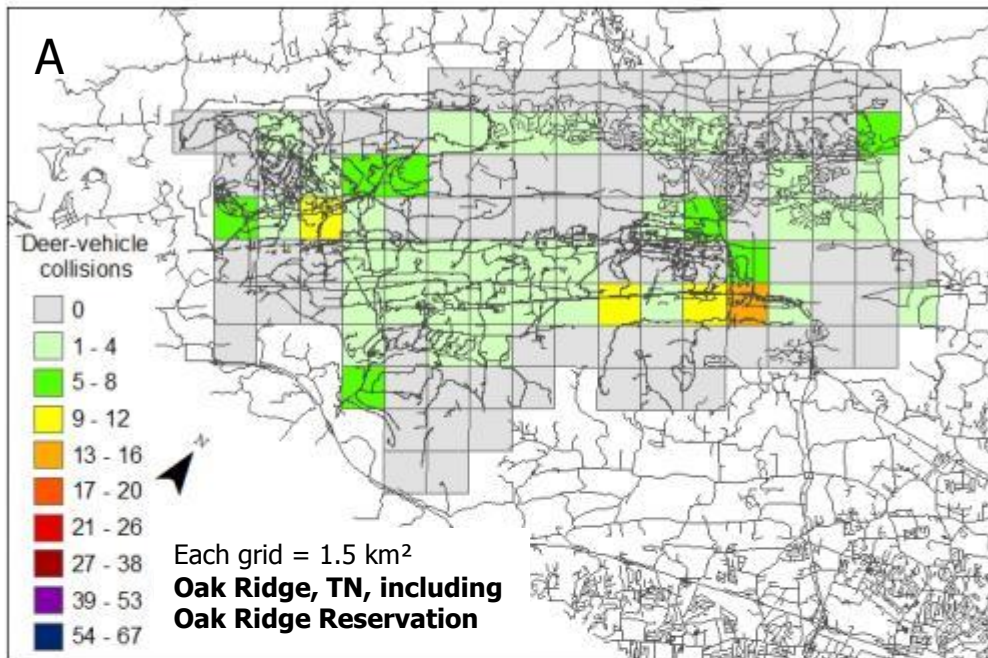 A
Deer-vehicle
collisions
0
1 - 4
5 - 8
9 - 12
13 - 16
17 - 20
21 - 26
27 - 38
39 - 53
54 - 67
N
Each grid = 1.5 km²
Oak Ridge, TN, including
Oak Ridge Reservation